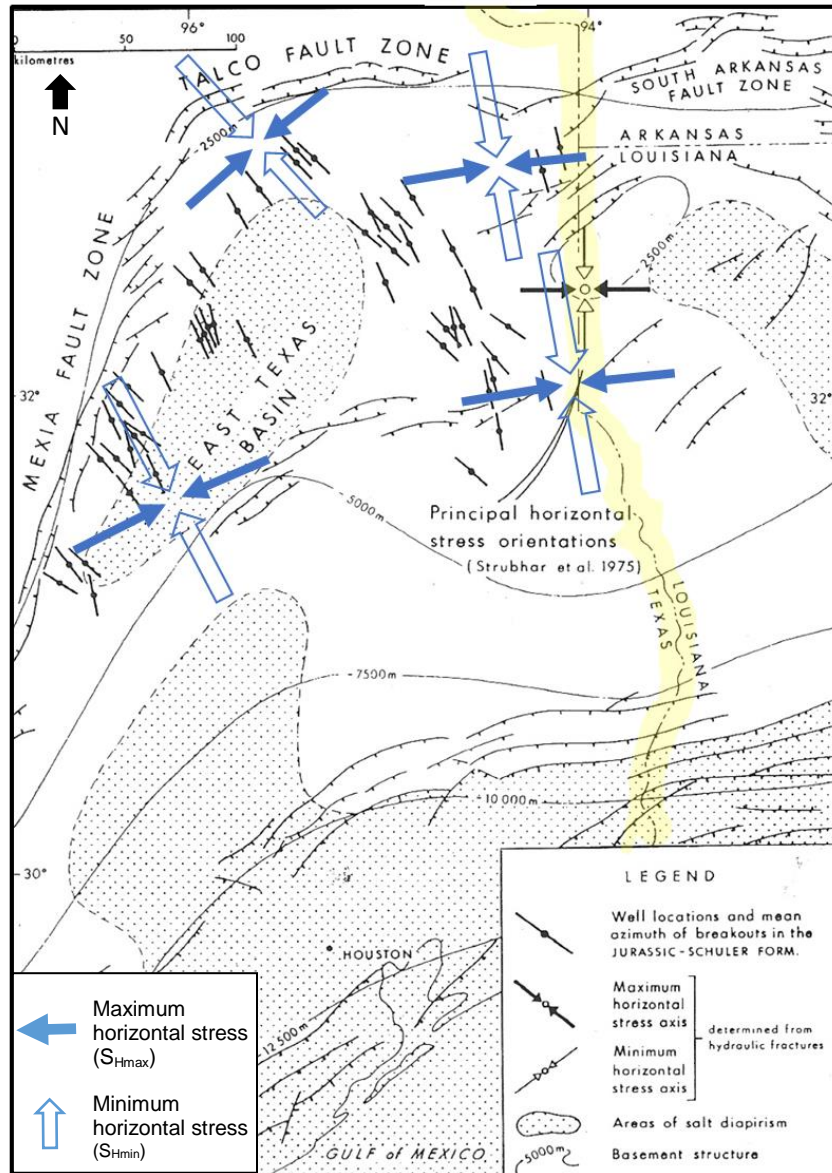 96°
94°
0 50 100
kilometres
N
TALCO FAULT ZONE
SOUTH ARKANSAS
FAULT ZONE
ARKANSAS
LOUISIANA
-2500m
-2500m
MEXIA FAULT ZONE
32°
32°
EAST TEXAS
BASIN
-5000m
Principal horizontal
stress orientations
(Strubhar et al. 1975)
LOUISIANA
TEXAS
-7500m
-10 000m
30°
HOUSTON
-12 500m
GULF of MEXICO
LEGEND
Well locations and mean
azimuth of breakouts in the
JURASSIC-SCHULER FORM.
Maximum
horizontal
stress axis
determined from
hydraulic fractures
Minimum
horizontal
stress axis
Areas of salt diapirism
5000m
Basement structure
Maximum
horizontal stress
(SHmax)
Minimum
horizontal stress
(SHmin)